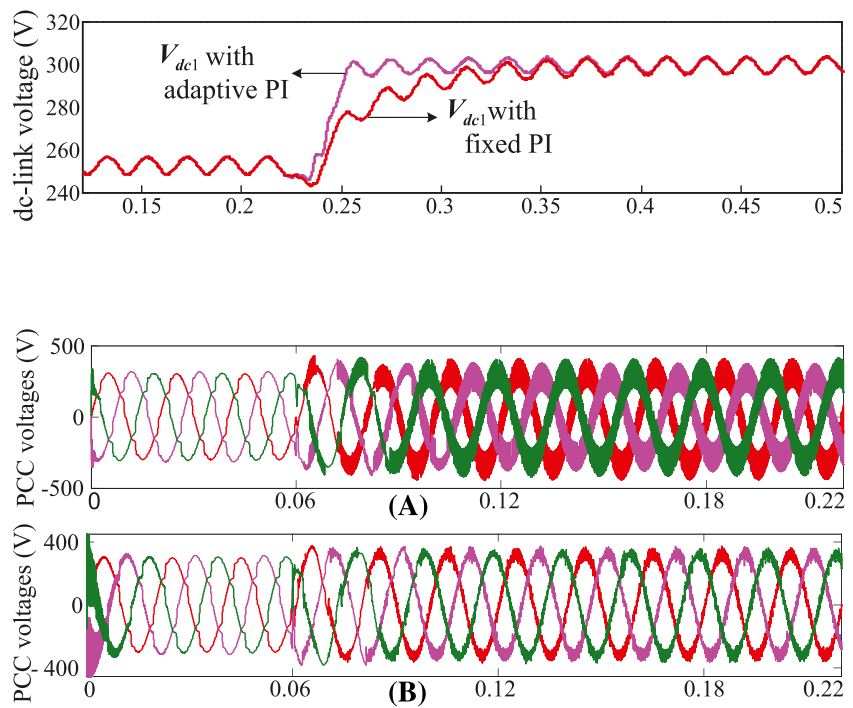 dc-link voltage (V)
320
300
280
260
240
Vdc1 with
adaptive PI
Vdc1 with
fixed PI
0.15 0.2 0.25 0.3 0.35 0.4 0.45 0.5
PCC voltages (V)
500
0
-500
0 0.06 0.12 0.18 0.22
(A)
PCC voltages (V)
400
0
400
0 0.06 0.12 0.18 0.22
(B)